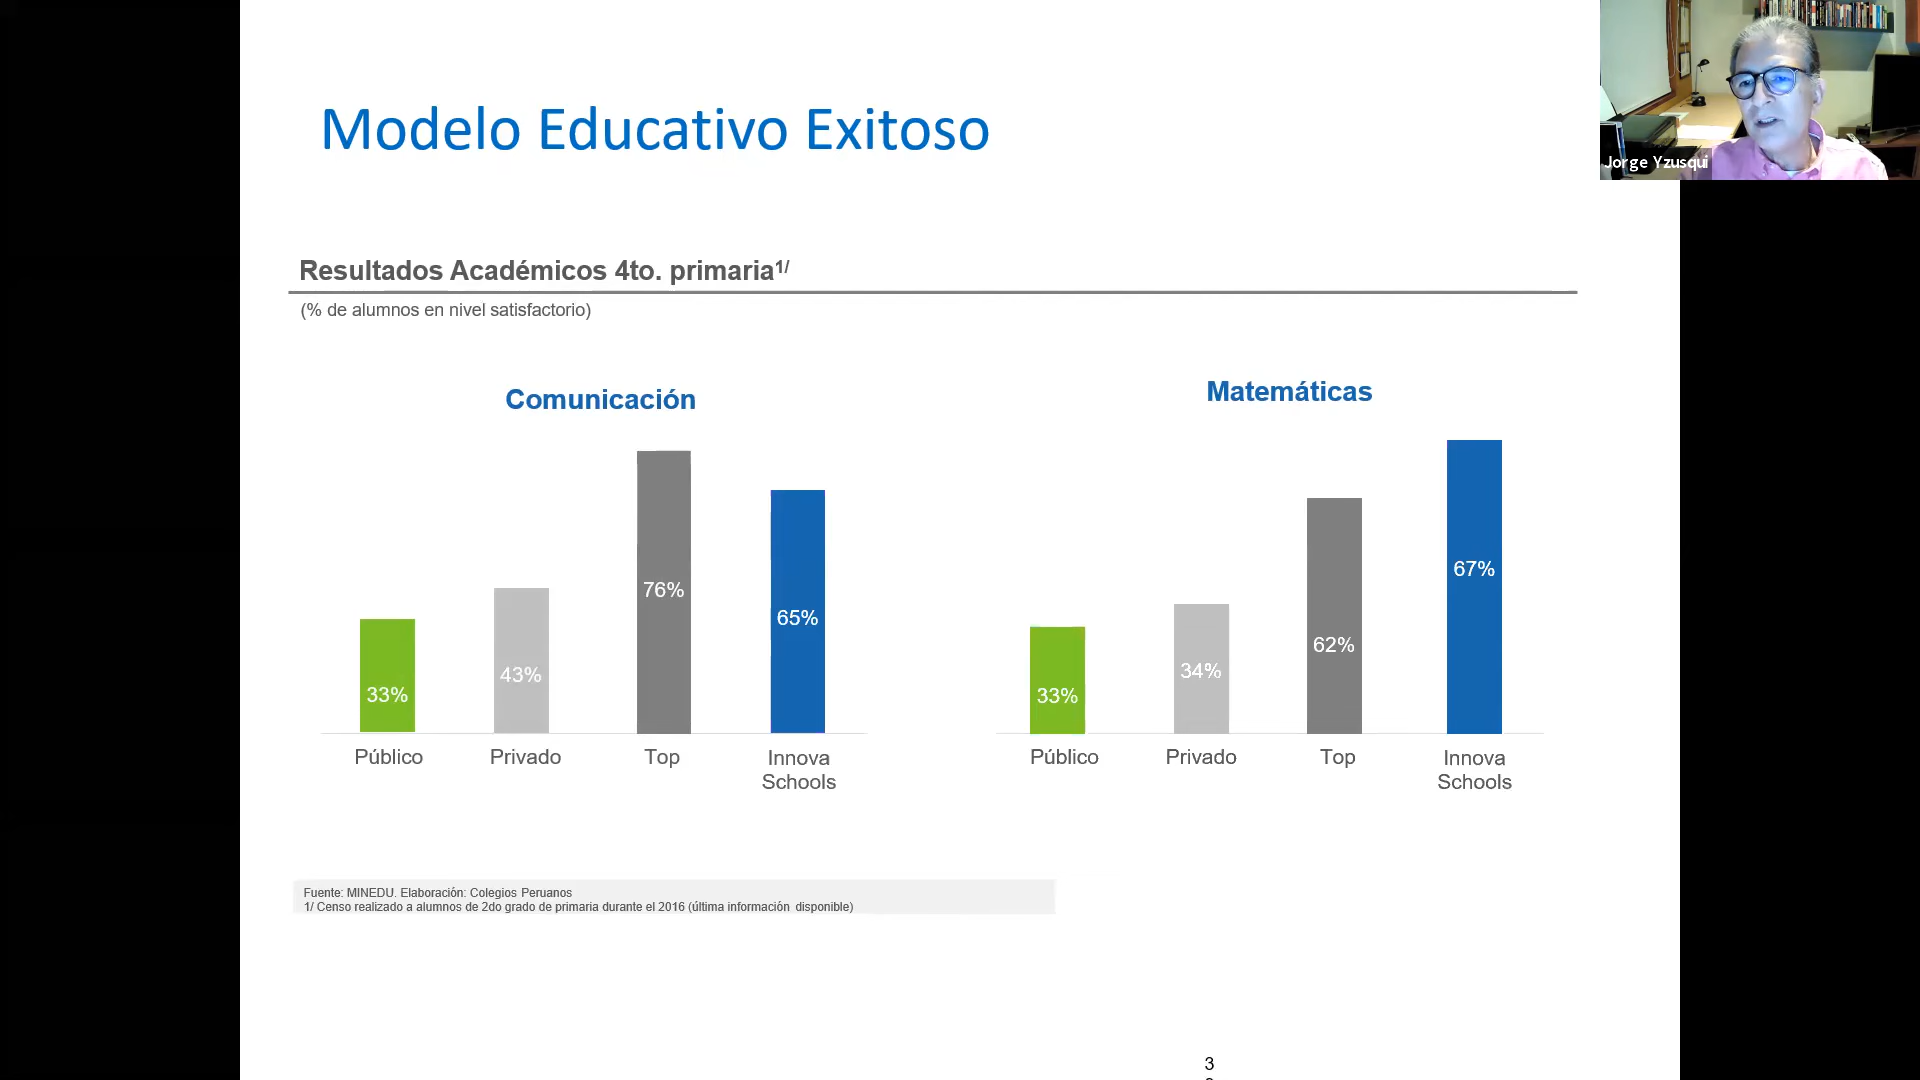 Modelo Educativo Exitoso
Jorge Yzusqui
Resultados Académicos 4to. primaria1/
(% de alumnos en nivel satisfactorio)
Comunicación
33%
43%
76%
65%
Público
Privado
Top
Innova
Schools
Matemáticas
33%
34%
62%
67%
Público
Privado
Top
Innova
Schools
Fuente: MINEDU. Elaboración: Colegios Peruanos
1/ Censo realizado a alumnos de 2do grado de primaria durante el 2016 (última información disponible)
3